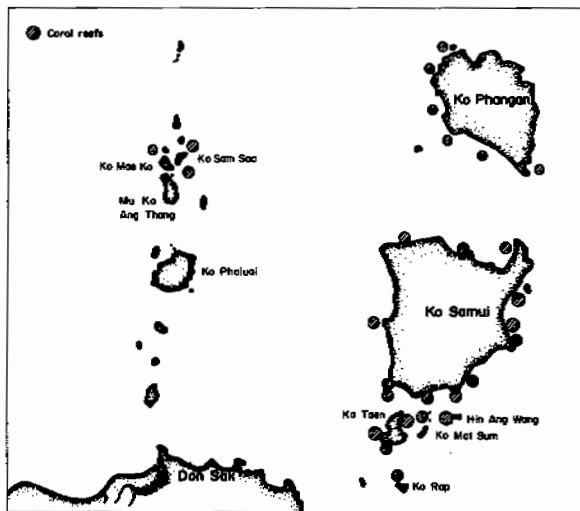 Coral reefs
Ko Phangan
Ko Mae Ko
Ko Sam Sao
Mu Ko
Ang Thang
Ko Phaluai
Ko Samui
Ko Taen
Hin Ang Wang
Ko Mat Sum
Don Sak
Ko Rap